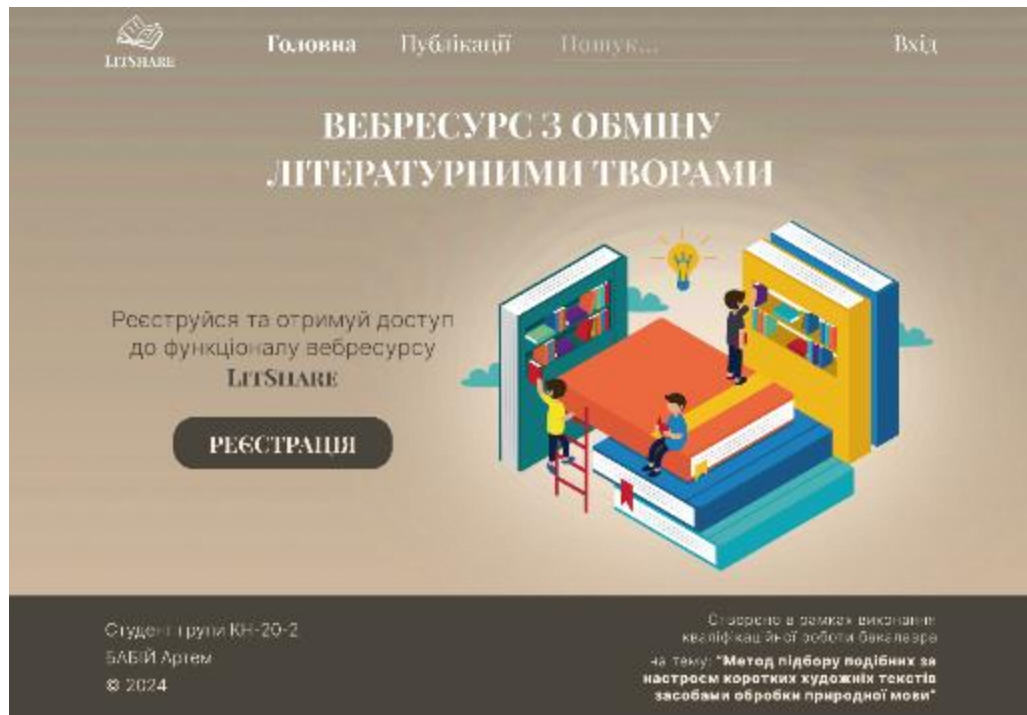 LITSHARE
Головна Публікації Пошук... Вхід
ВЕБРЕСУРС З ОБМІНУ
ЛІТЕРАТУРНИМИ ТВОРАМИ
Реєструйся та отримуй доступ
до функціоналу вебресурсу
LITSHARE
РЕЄСТРАЦІЯ
Студент групи КН-20-2
БАБІЙ Артем
© 2024
Створено в рамках виконання
кваліфікаційної роботи бакалавра
на тему: "Метод підбору подібних за
настроєм коротких художніх текстів
засобами обробки природної мови"